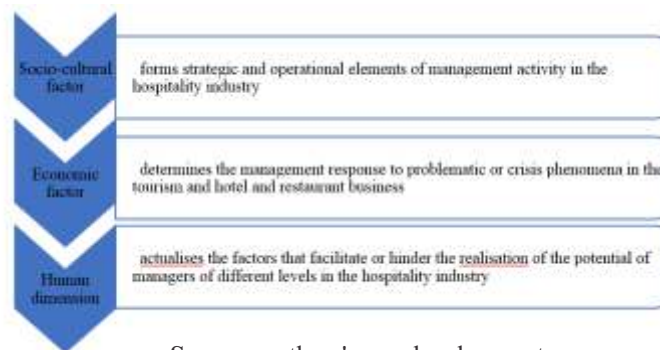 Socio-cultural
factor
forms strategic and operational elements of management activity in the
hospitality industry
Economic
factor
determines the management response to problematic or crisis phenomena in the
tourism and hotel and restaurant business
Human
dimension
actualises the factors that facilitate or hinder the realisation of the potential of
managers of different levels in the hospitality industry